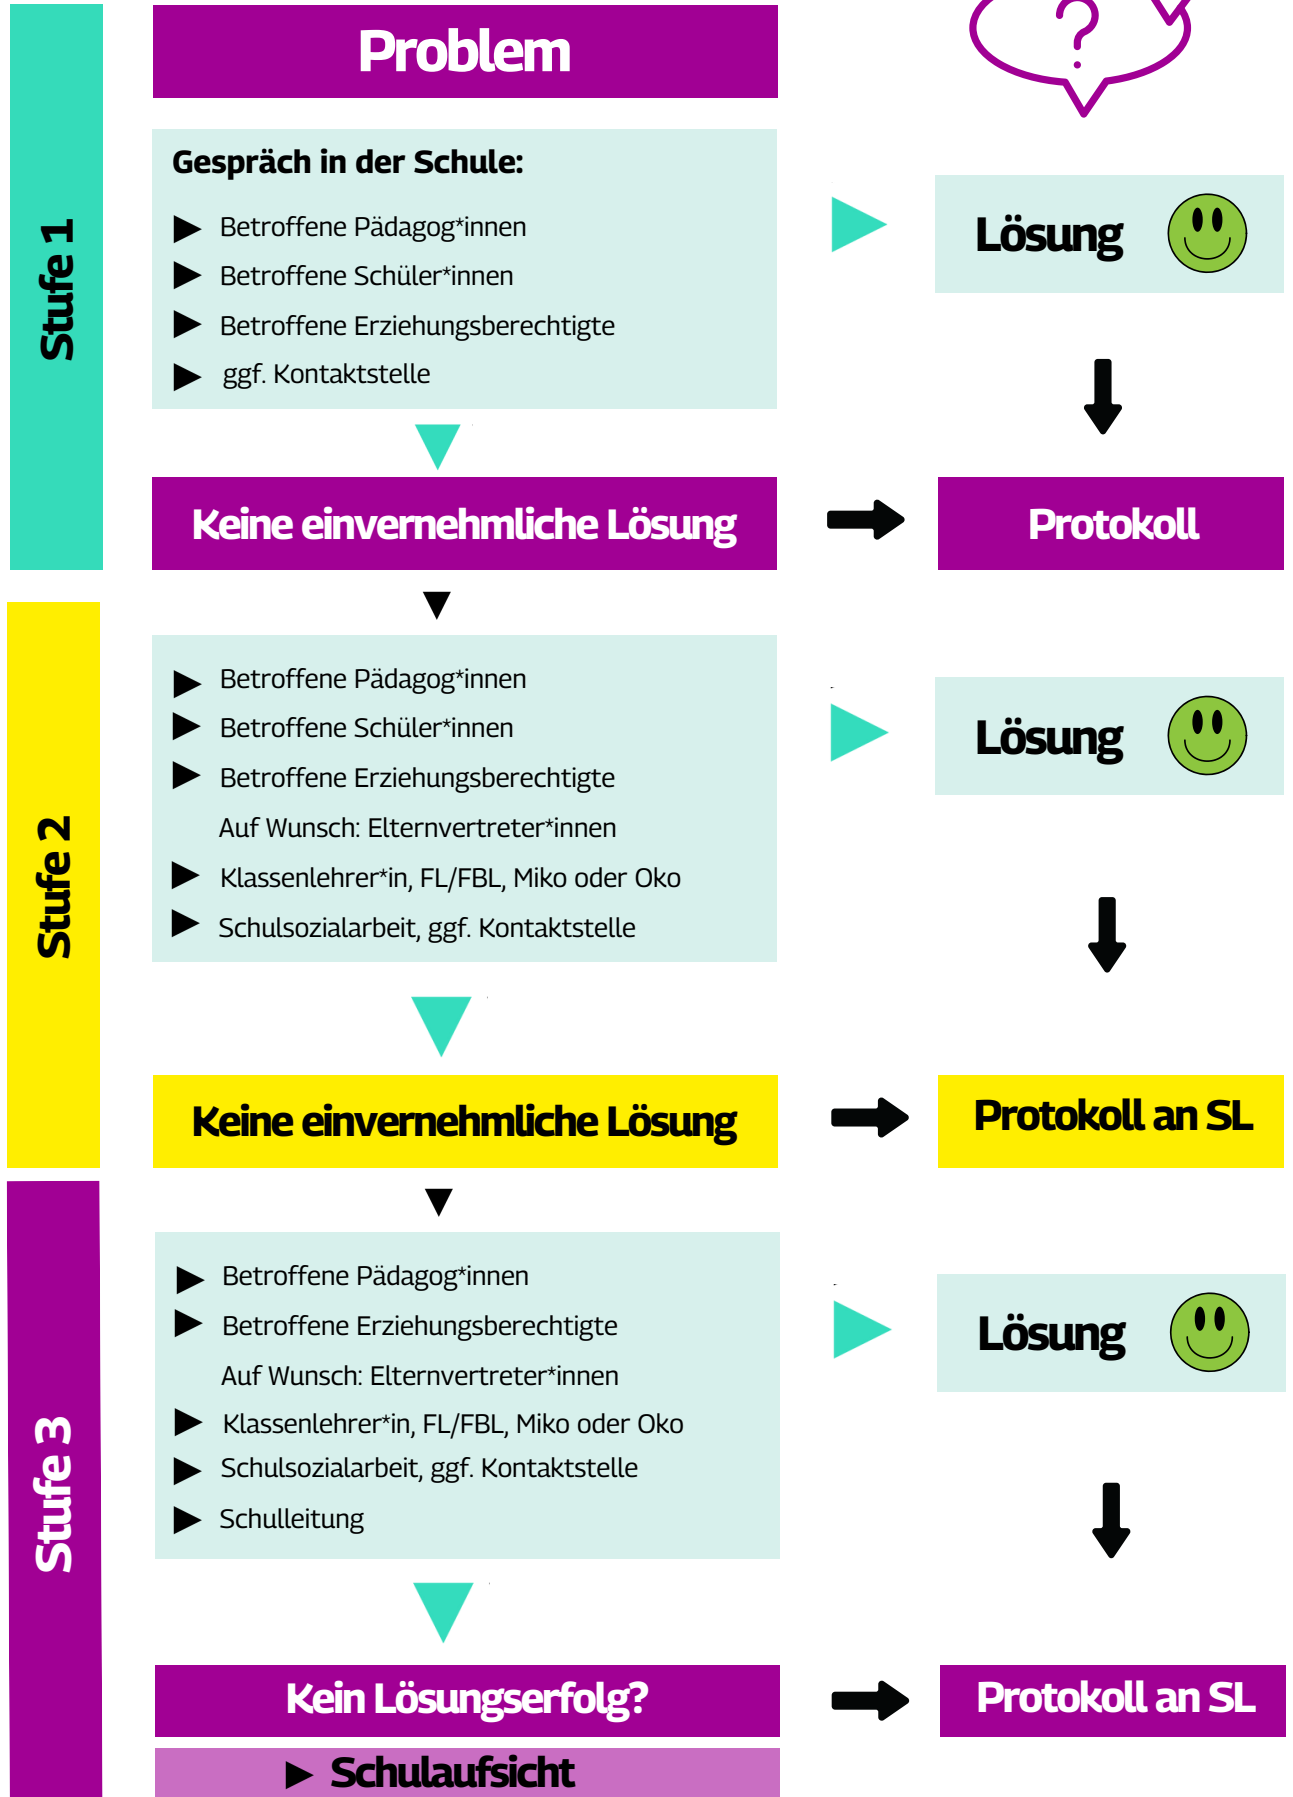 Problem
?
Stufe 1
Gespräch in der Schule:
Betroffene Pädagog*innen
Betroffene Schüler*innen
Betroffene Erziehungsberechtigte
ggf. Kontaktstelle
Lösung
Keine einvernehmliche Lösung
Protokoll
Stufe 2
Betroffene Pädagog*innen
Betroffene Schüler*innen
Betroffene Erziehungsberechtigte
Auf Wunsch: Elternvertreter*innen
Klassenlehrer*in, FL/FBL, Miko oder Oko
Schulsozialarbeit, ggf. Kontaktstelle
Lösung
Keine einvernehmliche Lösung
Protokoll an SL
Stufe 3
Betroffene Pädagog*innen
Betroffene Erziehungsberechtigte
Auf Wunsch: Elternvertreter*innen
Klassenlehrer*in, FL/FBL, Miko oder Oko
Schulsozialarbeit, ggf. Kontaktstelle
Schulleitung
Lösung
Kein Lösungserfolg?
Protokoll an SL
Schulaufsicht